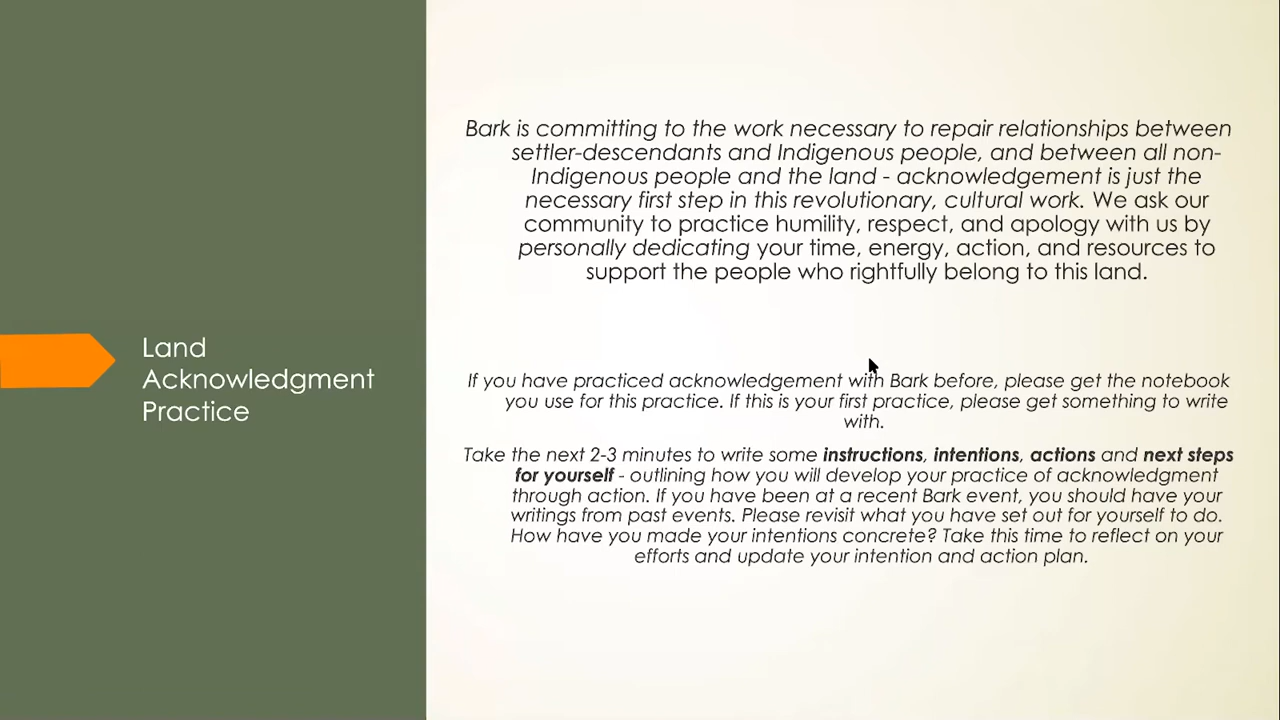 Land
Acknowledgment
Practice
Bark is committing to the work necessary to repair relationships between
settler-descendants and Indigenous people, and between all non-
Indigenous people and the land - acknowledgement is just the
necessary first step in this revolutionary, cultural work. We ask our
community to practice humility, respect, and apology with us by
personally dedicating your time, energy, action, and resources to
support the people who rightfully belong to this land.
If you have practiced acknowledgement with Bark before, please get the notebook
you use for this practice. If this is your first practice, please get something to write
with.
Take the next 2-3 minutes to write some instructions, intentions, actions and next steps
for yourself - outlining how you will develop your practice of acknowledgment
through action. If you have been at a recent Bark event, you should have your
writings from past events. Please revisit what you have set out for yourself to do.
How have you made your intentions concrete? Take this time to reflect on your
efforts and update your intention and action plan.